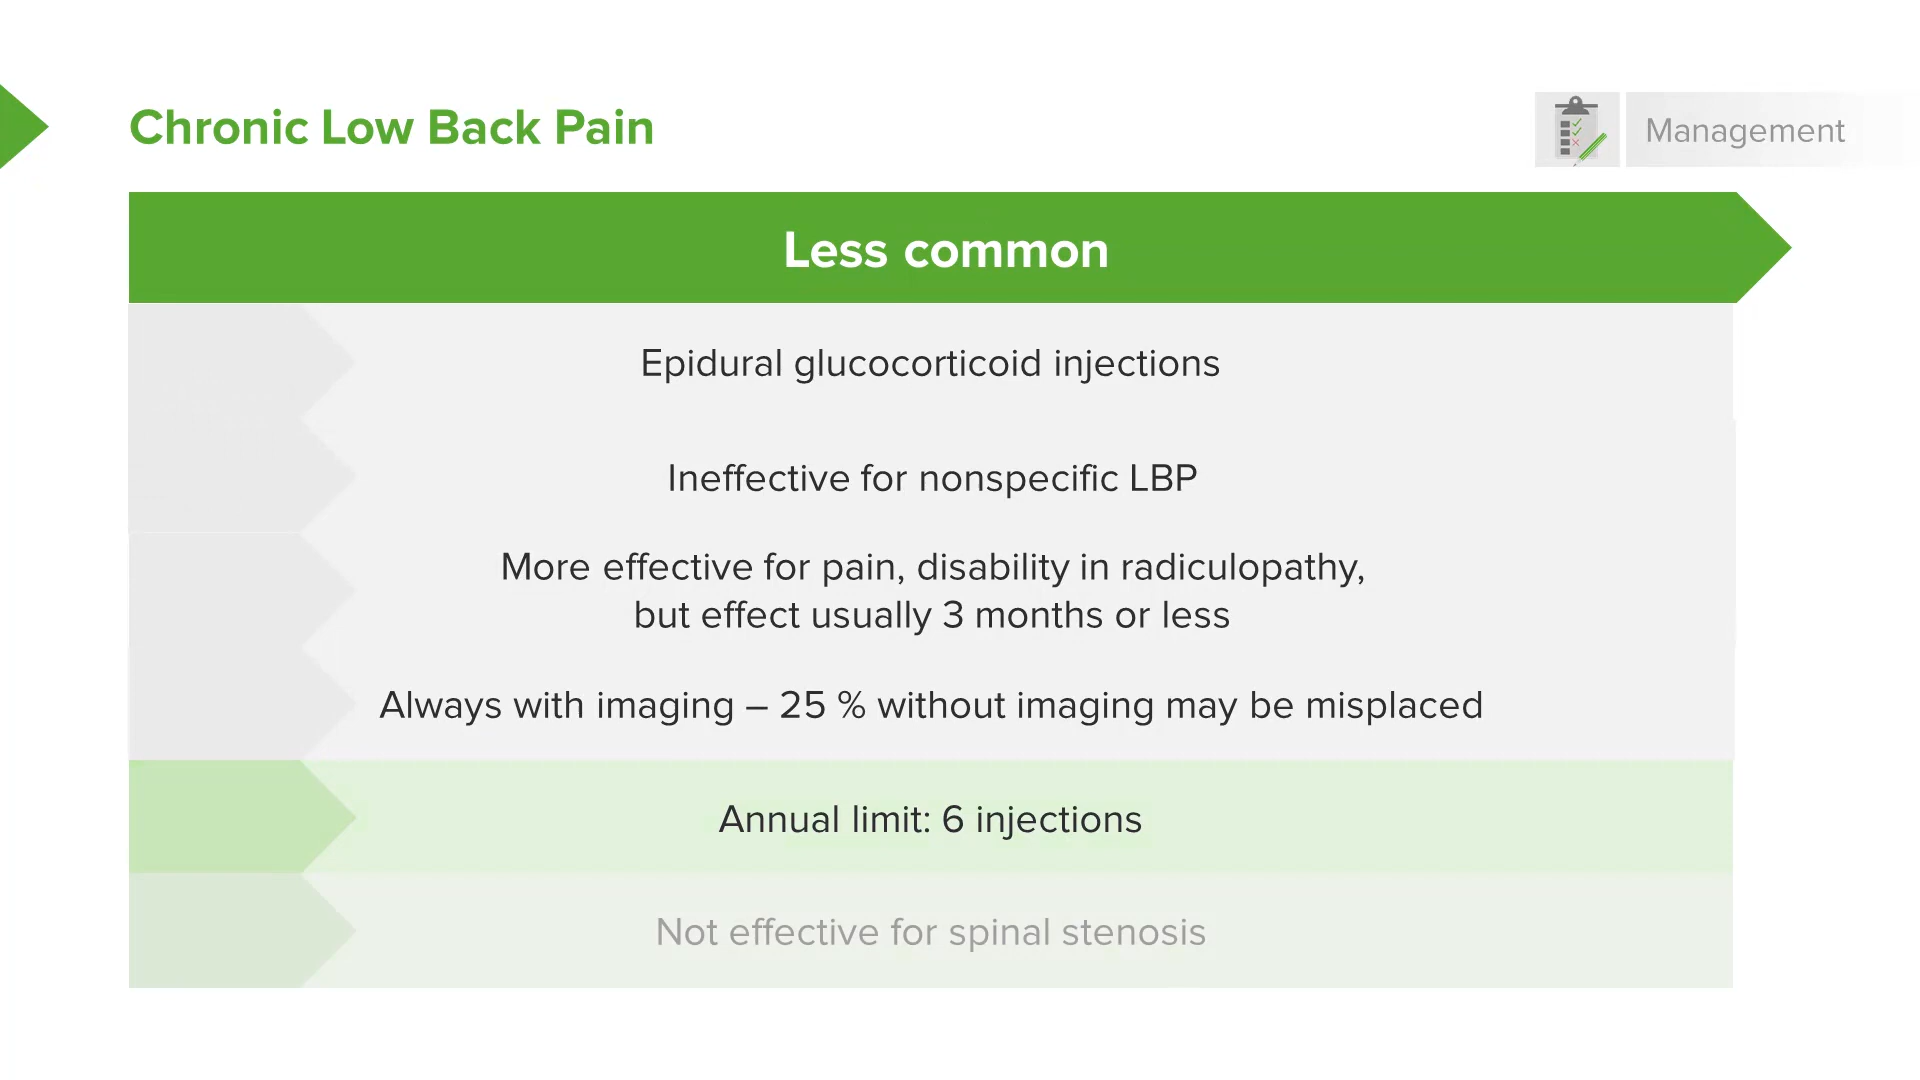 Chronic Low Back Pain
Management
Less common
Epidural glucocorticoid injections
Ineffective for nonspecific LBP
More effective for pain, disability in radiculopathy,
but effect usually 3 months or less
Always with imaging – 25 % without imaging may be misplaced
Annual limit: 6 injections
Not effective for spinal stenosis